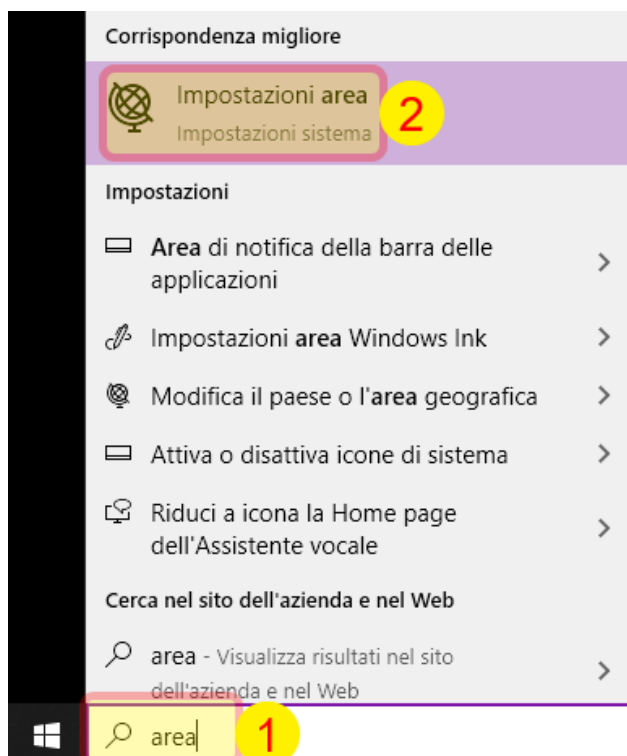 Corrispondenza migliore
Impostazioni area
Impostazioni sistema
2
Impostazioni
Area di notifica della barra delle
applicazioni
Impostazioni area Windows Ink
Modifica il paese o l'area geografica
Attiva o disattiva icone di sistema
Riduci a icona la Home page
dell'Assistente vocale
Cerca nel sito dell'azienda e nel Web
area - Visualizza risultati nel sito
dell'azienda e nel Web
area
1